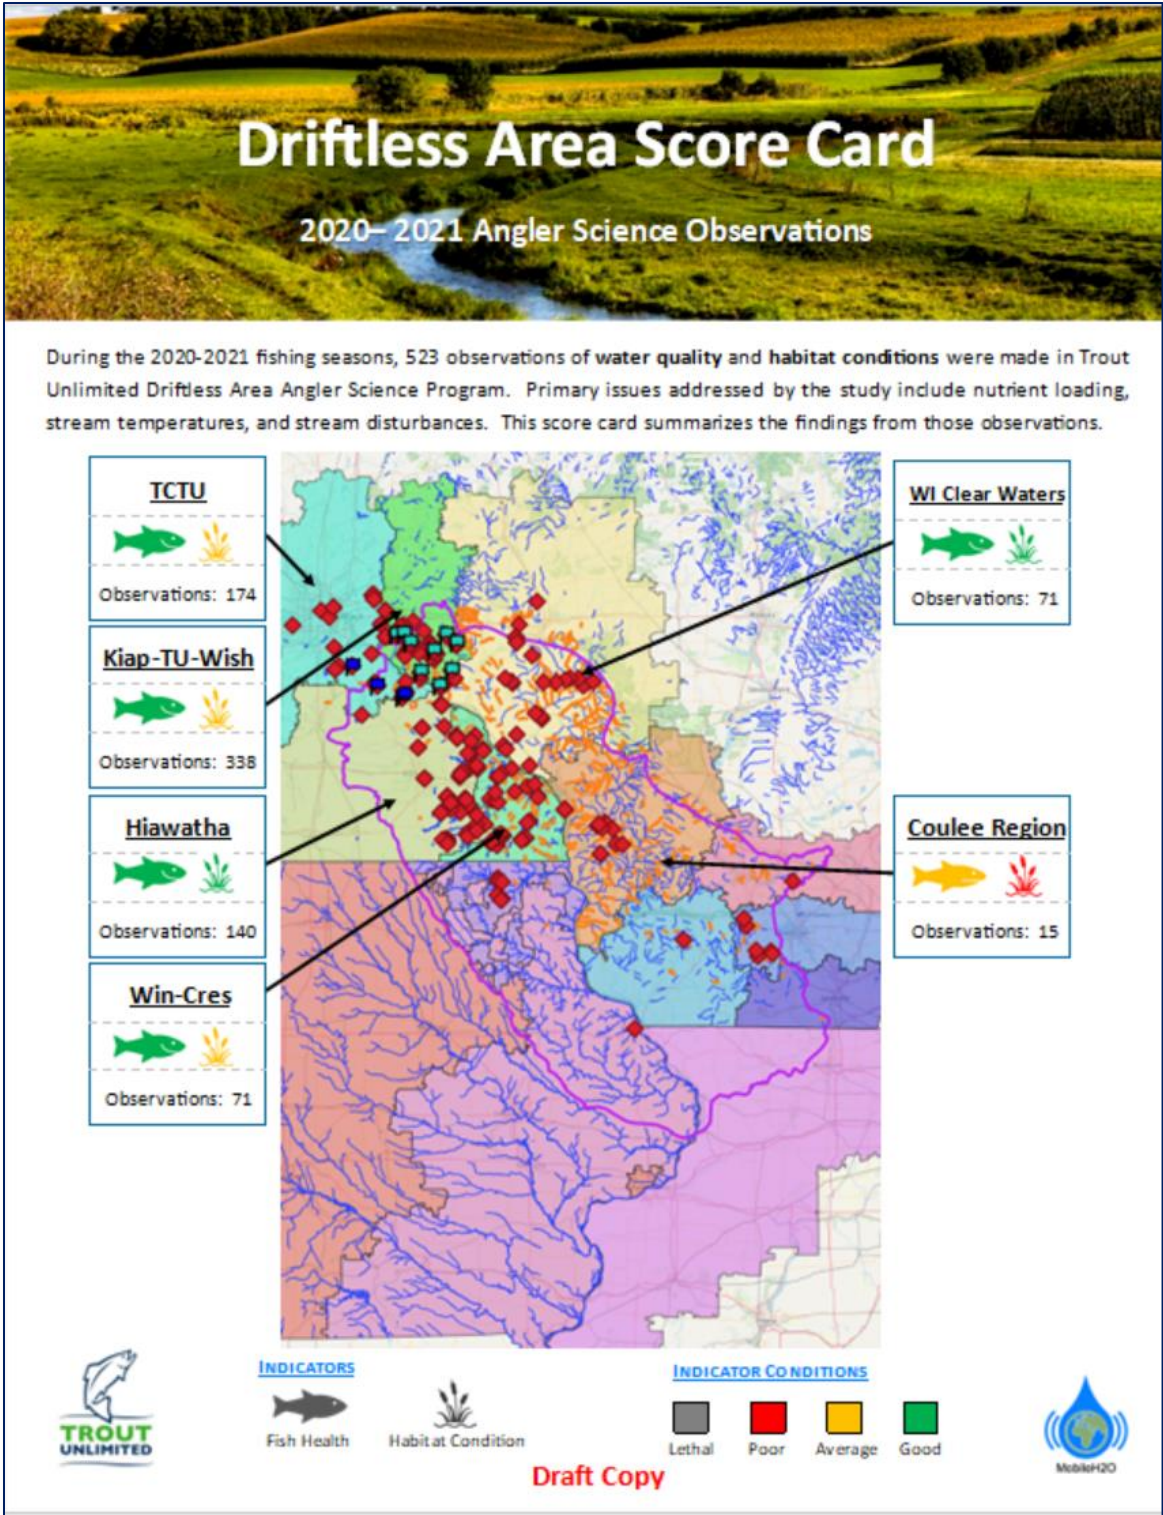 Driftless Area Score Card
2020– 2021 Angler Science Observations
During the 2020-2021 fishing seasons, 523 observations of water quality and habitat conditions were made in Trout
Unlimited Driftless Area Angler Science Program. Primary issues addressed by the study include nutrient loading,
stream temperatures, and stream disturbances. This score card summarizes the findings from those observations.
TCTU
Observations: 174
Kiap-TU-Wish
Observations: 338
Hiawatha
Observations: 140
Win-Cres
Observations: 71
WI Clear Waters
Observations: 71
Coulee Region
Observations: 15
TROUT
UNLIMITED
INDICATORS
Fish Health
Habitat Condition
INDICATOR CONDITIONS
Lethal
Poor
Average
Good
MobileH2O
Draft Copy